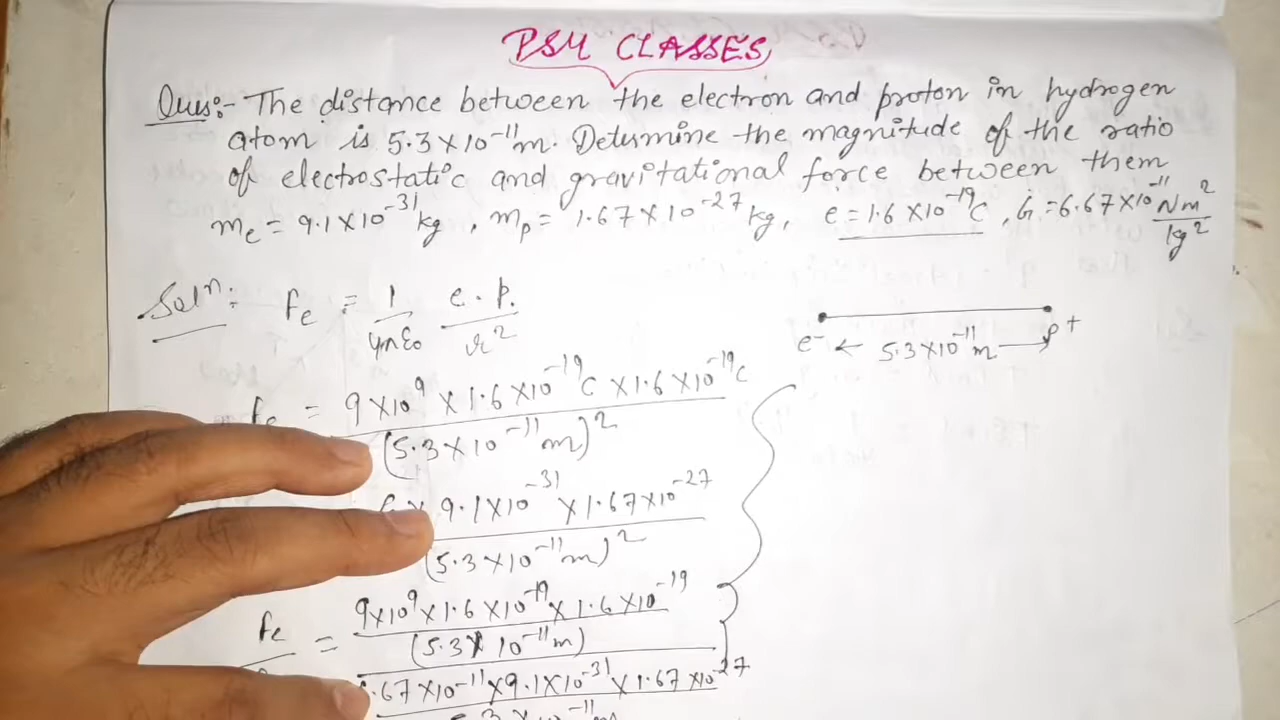 PSM CLASSES
Ques:- The distance between the electron and proton in hydrogen
atom is 5.3×10⁻¹¹m. Determine the magnitude of the ratio
of electrostatic and gravitational force between them
mₑ = 9.1×10⁻³¹ kg, mₚ = 1.67×10⁻²⁷ kg, e = 1.6×10⁻¹⁹C, G = 6.67×10⁻¹¹ Nm²/kg²
Solⁿ: Fₑ = 1/4πε₀ e.p./r²
e⁻ ← 5.3×10⁻¹¹m → p⁺
= 9×10⁹ × 1.6×10⁻¹⁹C × 1.6×10⁻¹⁹C
(5.3×10⁻¹¹m)²
9.1×10⁻³¹ × 1.67×10⁻²⁷
(5.3×10⁻¹¹m)²
Fₑ = 9×10⁹ × 1.6×10⁻¹⁹ × 1.6×10⁻¹⁹
(5.3×10⁻¹¹m)
.67×10⁻¹¹ × 9.1×10⁻³¹ × 1.67×10⁻²⁷